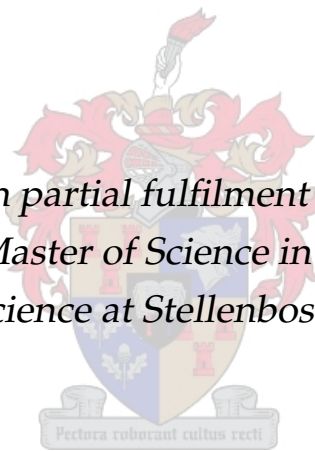 n partial fulfilment
Master of Science in
cience at Stellenbos
Pectora roborant cultus recti